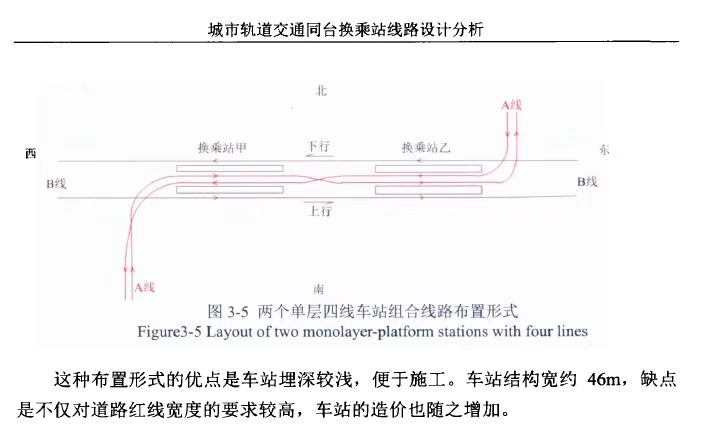 城市轨道交通同台换乘站线路设计分析
北
A线
西
换乘站甲
下行
换乘站乙
东
B线
B线
上行
A线
南
图 3-5 两个单层四线车站组合线路布置形式
Figure3-5 Layout of two monolayer-platform stations with four lines
这种布置形式的优点是车站埋深较浅，便于施工。车站结构宽约 46m，缺点
是不仅对道路红线宽度的要求较高，车站的造价也随之增加。